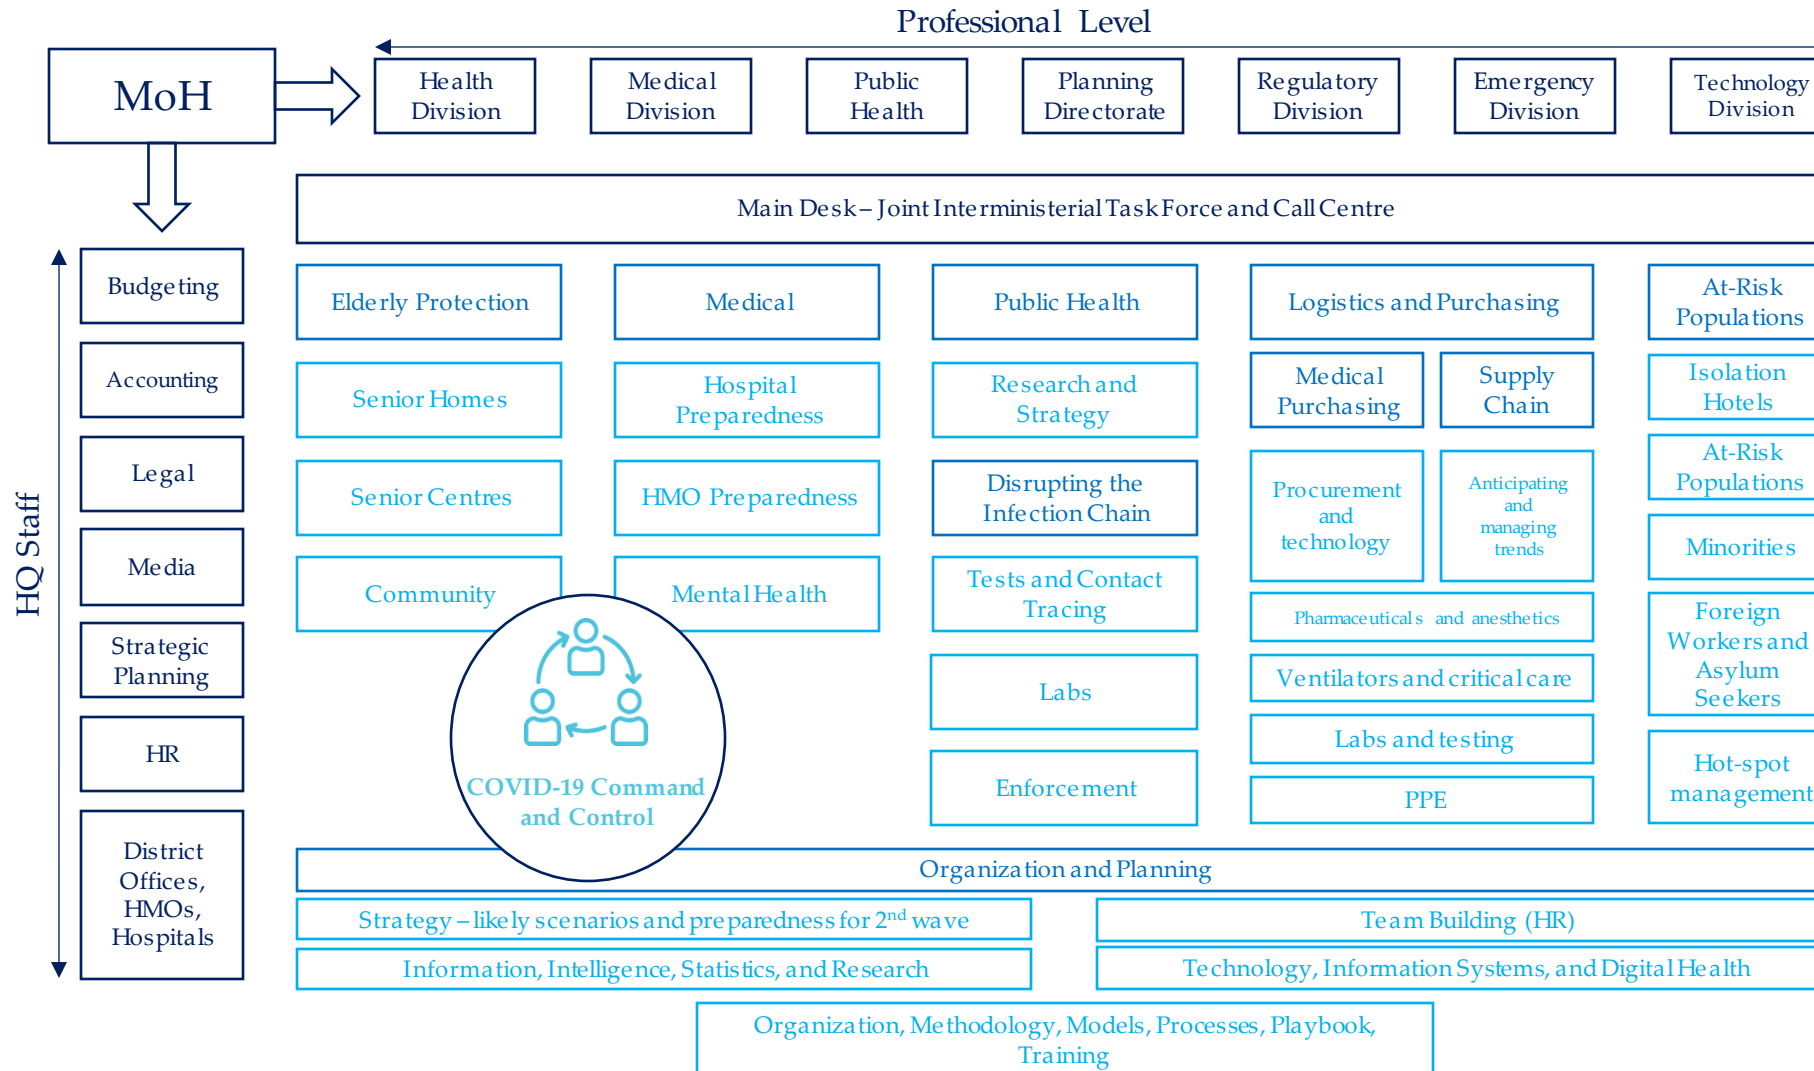 Professional Level
MoH
Health
Division
Medical
Division
Public
Health
Planning
Directorate
Regulatory
Division
Emergency
Division
Technology
Division
Main Desk – Joint Interministerial Task Force and Call Centre
HQ Staff
Budgeting
Accounting
Legal
Media
Strategic
Planning
HR
District
Offices,
HMOs,
Hospitals
Elderly Protection
Senior Homes
Senior Centres
Community
Medical
Hospital
Preparedness
HMO Preparedness
Mental Health
COVID-19 Command
and Control
Public Health
Research and
Strategy
Disrupting the
Infection Chain
Tests and Contact
Tracing
Labs
Enforcement
Logistics and Purchasing
Medical
Purchasing
Supply
Chain
Procurement
and
technology
Anticipating
and
managing
trends
Pharmaceuticals and anesthetics
Ventilators and critical care
Labs and testing
PPE
At-Risk
Populations
Isolation
Hotels
At-Risk
Populations
Minorities
Foreign
Workers and
Asylum
Seekers
Hot-spot
management
Organization and Planning
Strategy – likely scenarios and preparedness for 2nd wave
Team Building (HR)
Information, Intelligence, Statistics, and Research
Technology, Information Systems, and Digital Health
Organization, Methodology, Models, Processes, Playbook,
Training